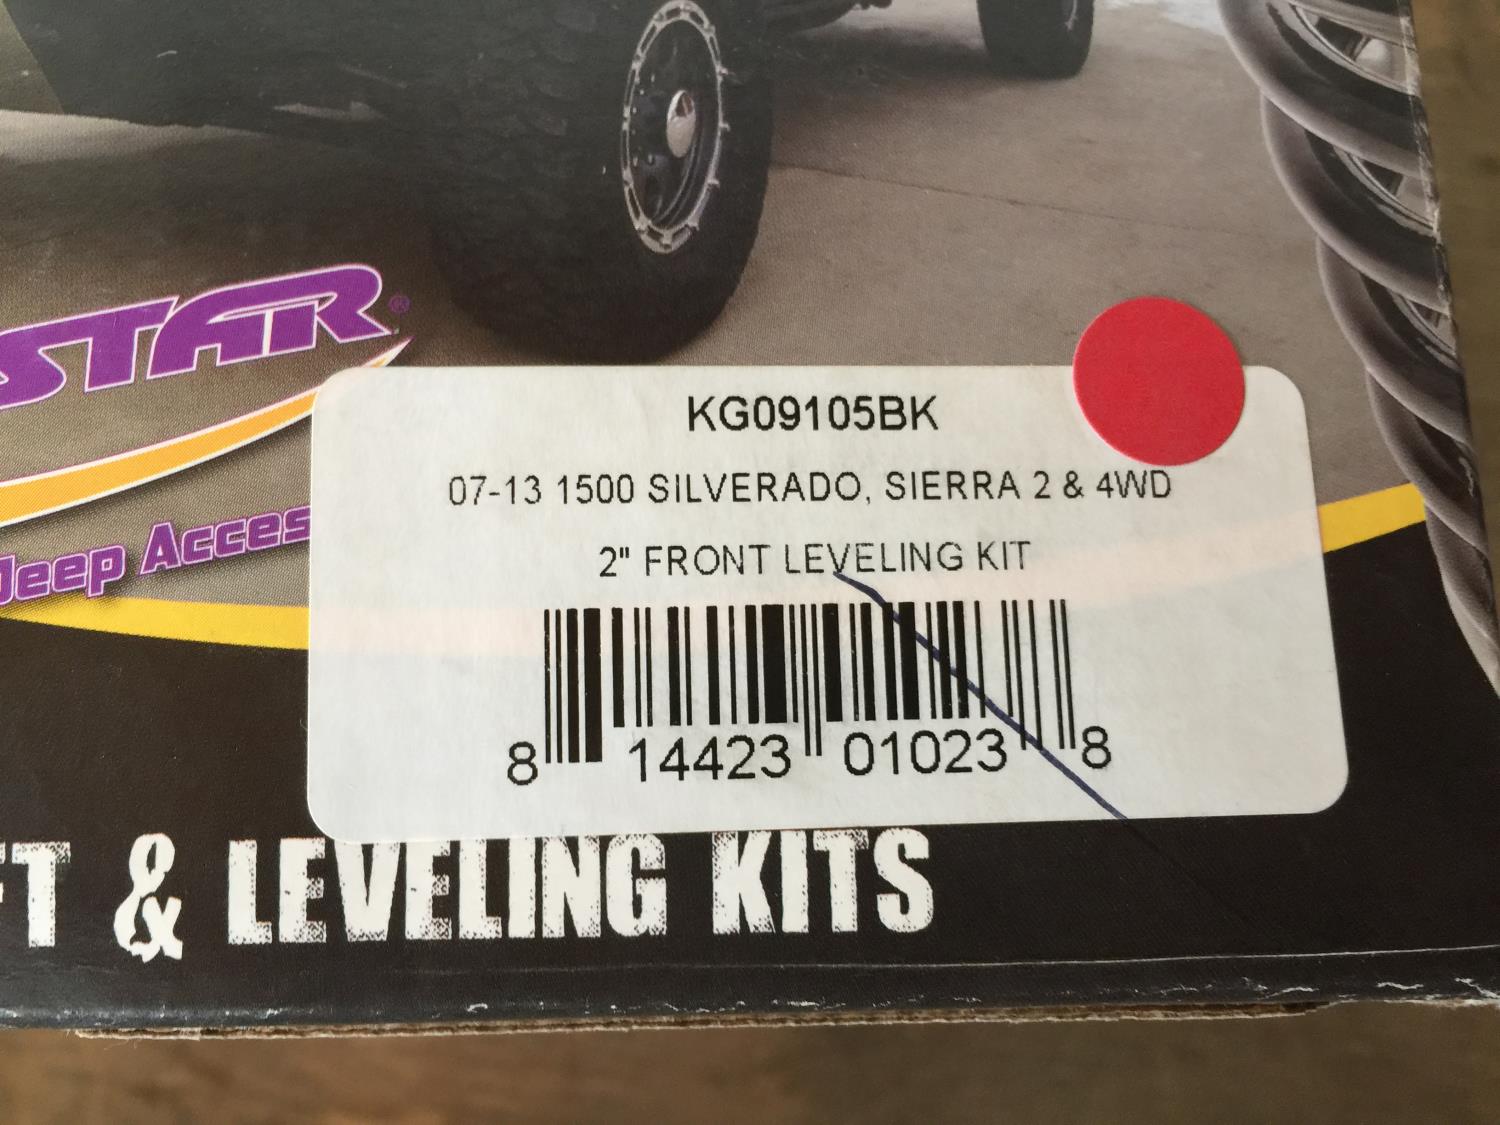 STAR®
Jeep Acces
KG09105BK
07-13 1500 SILVERADO, SIERRA 2 & 4WD
2" FRONT LEVELING KIT
8 14423 01023 8
FT & LEVELING KITS